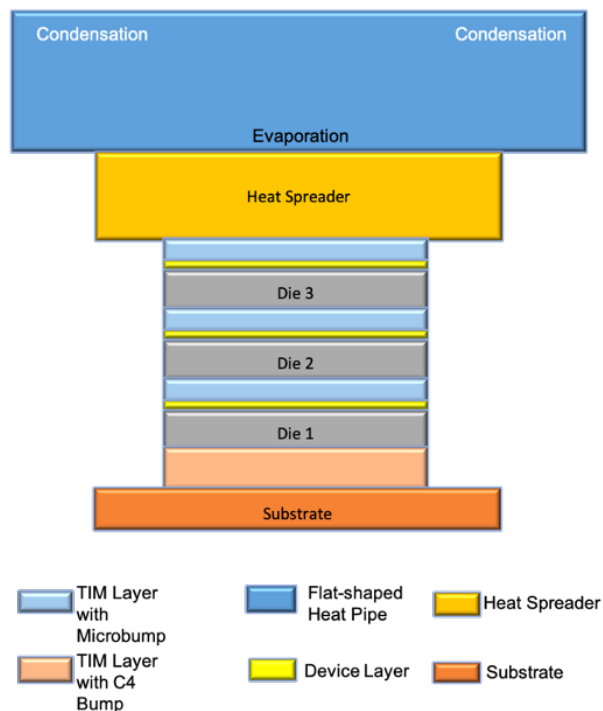 Condensation Condensation
Evaporation
Heat Spreader
Die 3
Die 2
Die 1
Substrate
TIM Layer
with
Microbump
Flat-shaped
Heat Pipe
Heat Spreader
TIM Layer
with C4
Bump
Device Layer
Substrate